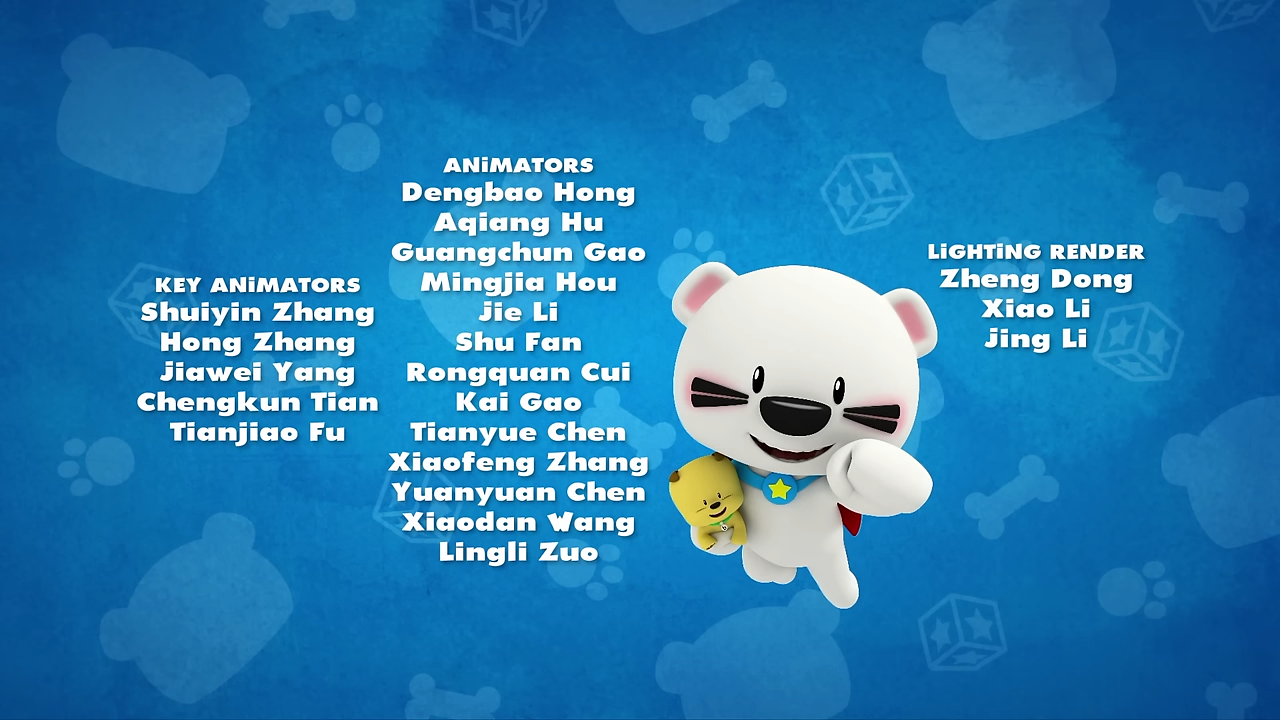 KEY ANiMATORS
Shuiyin Zhang
Hong Zhang
Jiawei Yang
Chengkun Tian
Tianjiao Fu
ANiMATORS
Dengbao Hong
Aqiang Hu
Guangchun Gao
Mingjia Hou
Jie Li
Shu Fan
Rongquan Cui
Kai Gao
Tianyue Chen
Xiaofeng Zhang
Yuanyuan Chen
Xiaodan Wang
Lingli Zuo
LiGHTiNG RENDER
Zheng Dong
Xiao Li
Jing Li